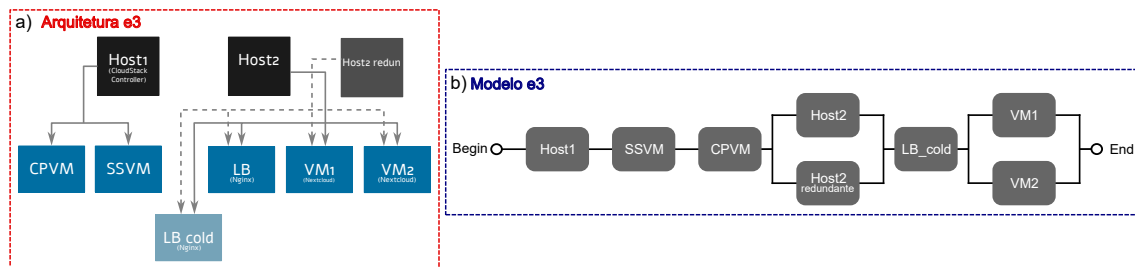 a) Arquitetura e3
Host1
(CloudStack
Controller)
Host2
Host2 redun
CPVM
SSVM
LB
(Nginx)
VM1
(Nextcloud)
VM2
(Nextcloud)
LB cold
(Nginx)
b) Modelo e3
Begin
Host1
SSVM
CPVM
Host2
Host2
redundante
LB_cold
VM1
VM2
End